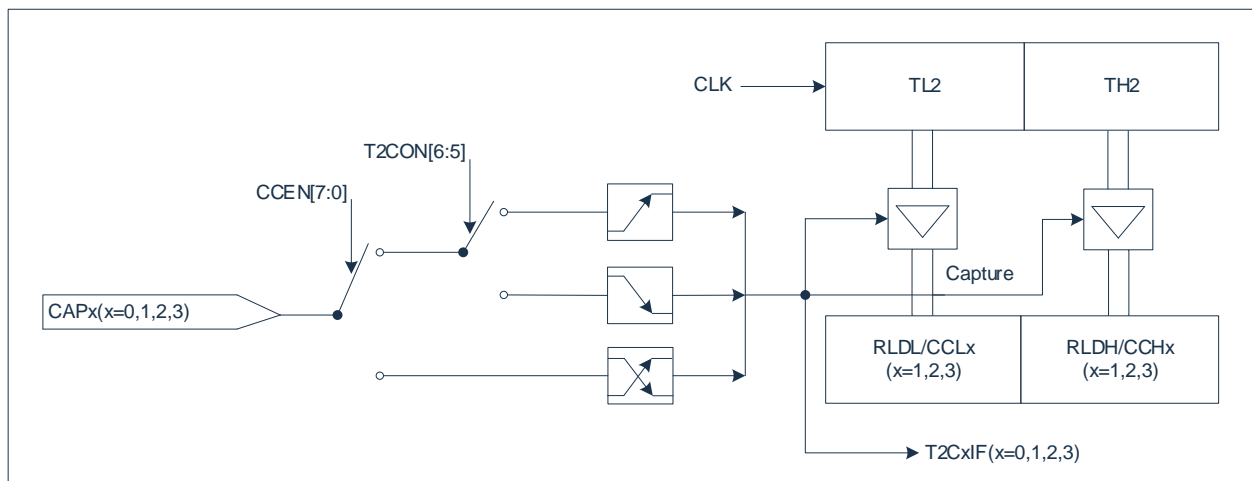 TL2
TH2
CLK
T2CON[6:5]
CCEN[7:0]
Capture
CAPx(x=0,1,2,3)
RLDL/CCLx
(x=1,2,3)
RLDH/CCHx
(x=1,2,3)
T2CxIF(x=0,1,2,3)